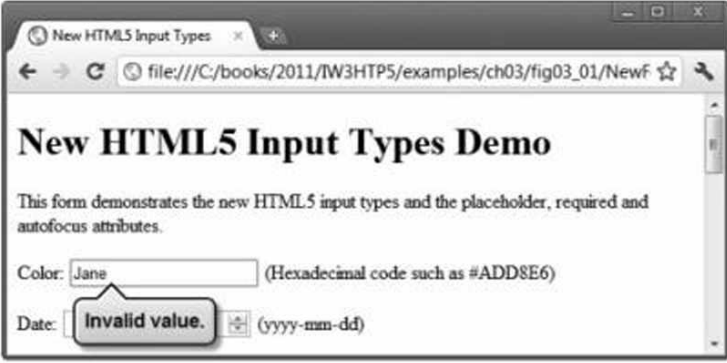 New HTML5 Input Types
file:///C:/books/2011/IW3HTP5/examples/ch03/fig03_01/NewF
New HTML5 Input Types Demo
This form demonstrates the new HTML5 input types and the placeholder, required and
autofocus attributes.
Color: Jane (Hexadecimal code such as #ADD8E6)
Invalid value.
Date: (yyyy-mm-dd)